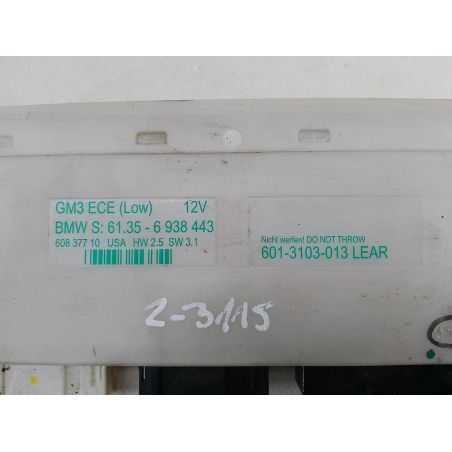 GM3 ECE (Low) 12V
BMW S: 61.35 - 6 938 443
608 377 10 USA HW 2.5 SW 3.1
Nicht werfen! DO NOT THROW
601-3103-013 LEAR
2-3115